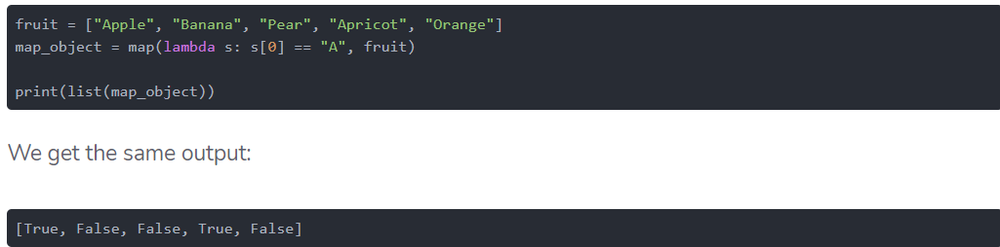 fruit = ["Apple", "Banana", "Pear", "Apricot", "Orange"]
map_object = map(lambda s: s[0] == "A", fruit)
print(list(map_object))
We get the same output:
[True, False, False, True, False]